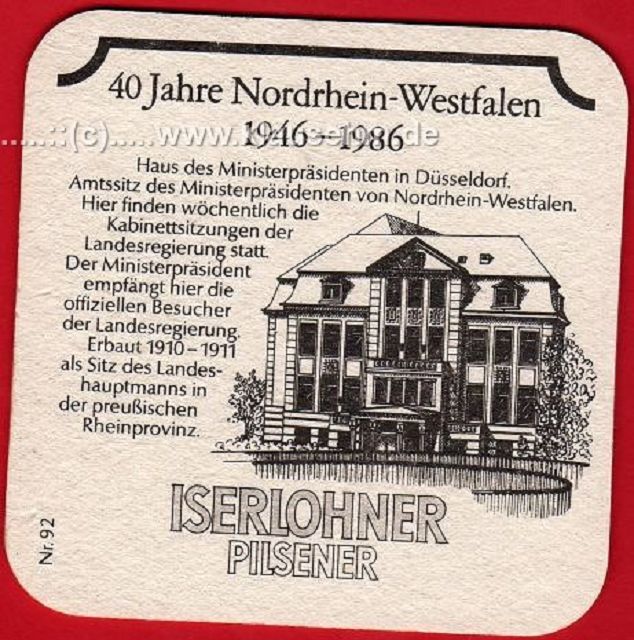 40 Jahre Nordrhein-Westfalen
1946–1986
Haus des Ministerpräsidenten in Düsseldorf.
Amtssitz des Ministerpräsidenten von Nordrhein-Westfalen.
Hier finden wöchentlich die
Kabinettsitzungen der
Landesregierung statt.
Der Ministerpräsident
empfängt hier die
offiziellen Besucher
der Landesregierung.
Erbaut 1910–1911
als Sitz des Landes-
hauptmanns in
der preußischen
Rheinprovinz.
ISERLOHNER
PILSENER
Nr. 92